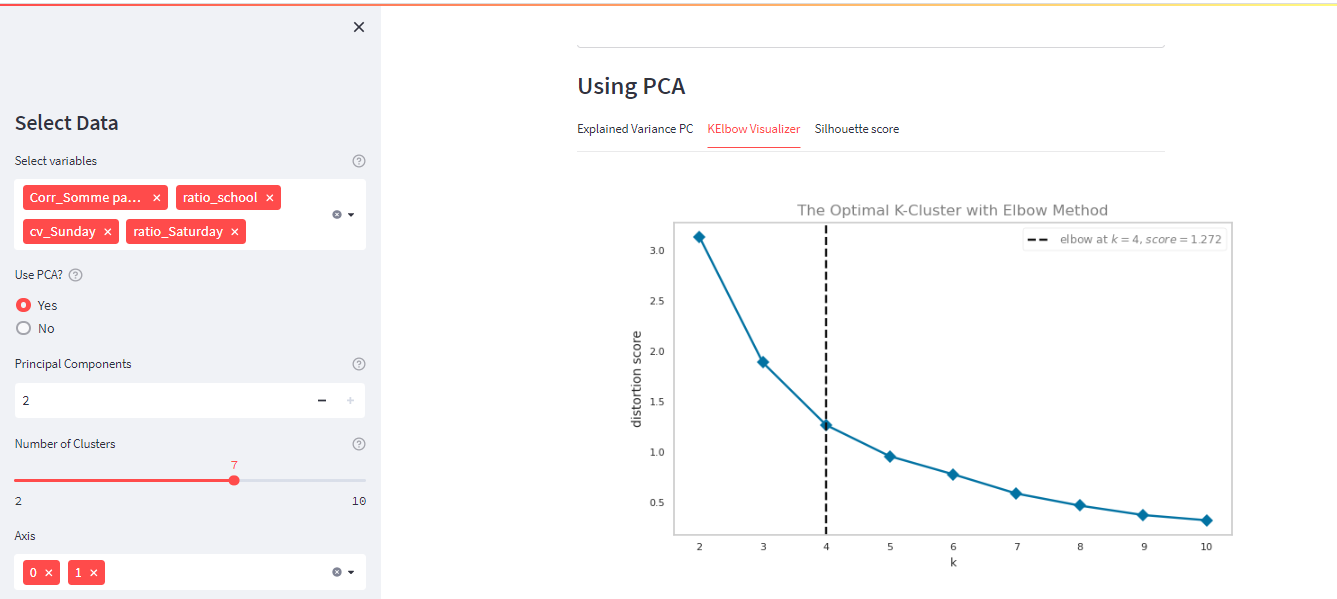 ×
Select Data
Select variables
Corr_Somme pa... × ratio_school ×
cv_Sunday × ratio_Saturday ×
Use PCA?
Yes
No
Principal Components
2 − +
Number of Clusters
7
2 10
Axis
0 × 1 ×
Using PCA
Explained Variance PC KElbow Visualizer Silhouette score
The Optimal K-Cluster with Elbow Method
elbow at k = 4, score = 1.272
distortion score
3.0
2.5
2.0
1.5
1.0
0.5
2 3 4 5 6 7 8 9 10
k